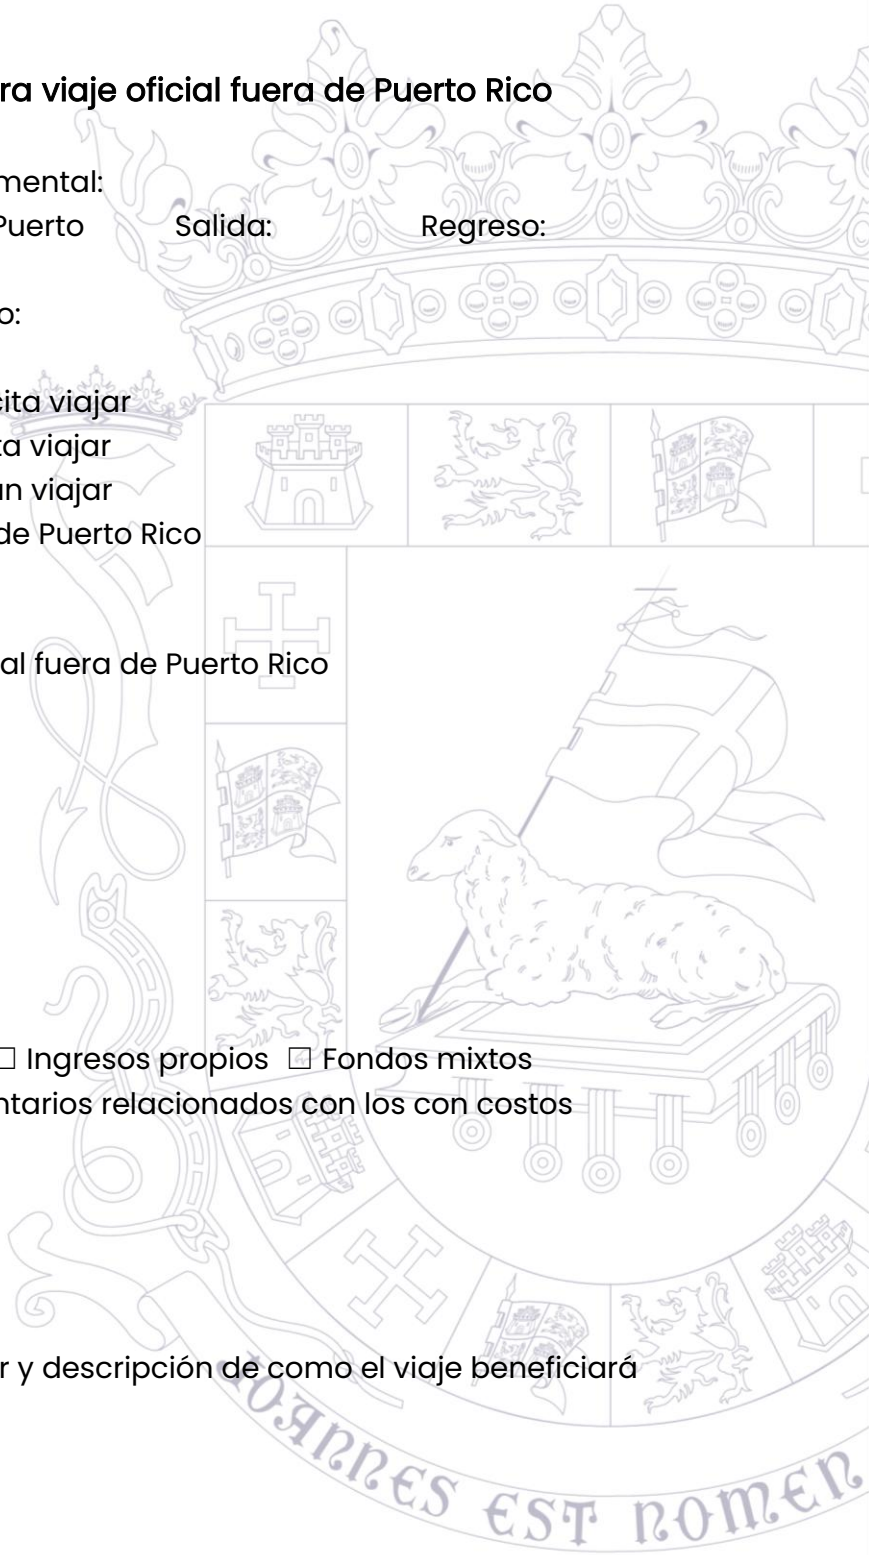 ra viaje oficial fuera de Puerto Rico
mental:
Puerto Salida: Regreso:
o:
cita viajar
ta viajar
an viajar
de Puerto Rico
al fuera de Puerto Rico
☐ Ingresos propios ☐ Fondos mixtos
ntarios relacionados con los con costos
r y descripción de como el viaje beneficiará
IOANNES EST NOMEN